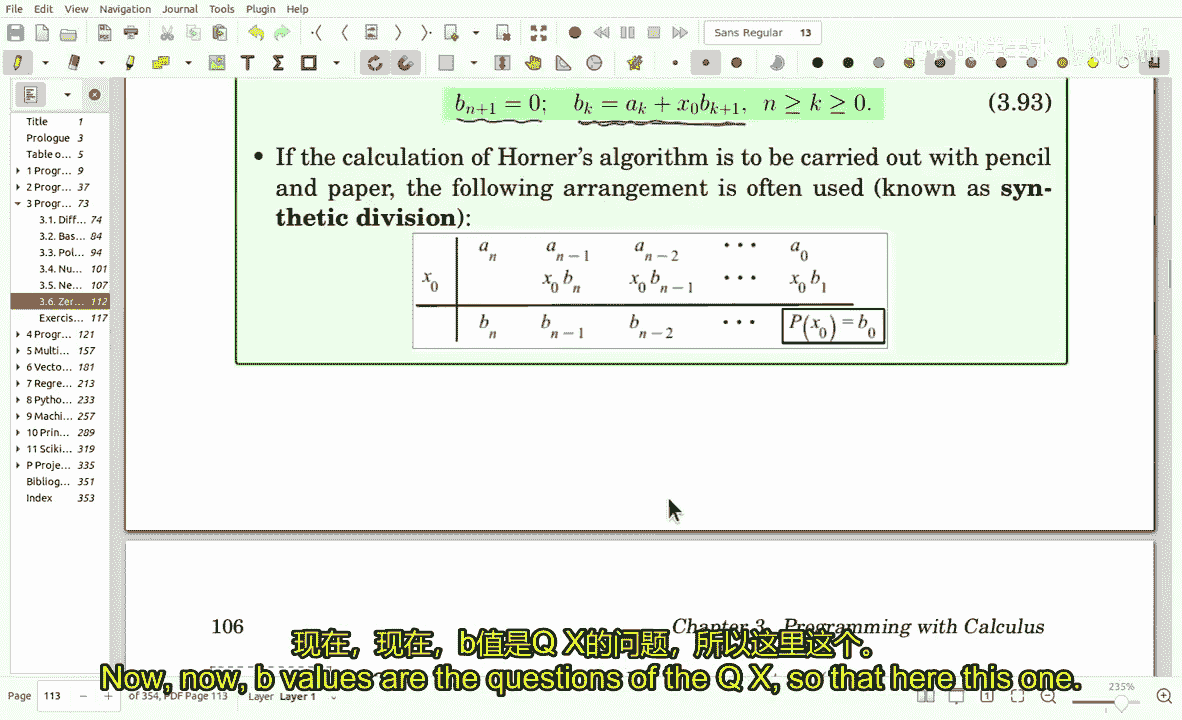 File Edit View Navigation Journal Tools Plugin Help
Sans Regular 13
Title 1
Prologue 3
Table o... 5
1 Progr... 9
2 Progr... 37
3 Progr... 73
3.1. Diff... 74
3.2. Bas... 84
3.3. Pol... 94
3.4. Nu... 101
3.5. Ne... 107
3.6. Zer... 112
Exercis... 117
4 Progr... 121
5 Multi... 157
6 Vecto... 181
7 Regre... 213
8 Pytho... 233
9 Machi... 257
10 Prin... 289
11 Sciki... 319
P Proje... 335
Bibliog... 351
Index 353
b_{n+1} = 0; b_k = a_k + x_0 b_{k+1}, n ≥ k ≥ 0. (3.93)
• If the calculation of Horner's algorithm is to be carried out with pencil
and paper, the following arrangement is often used (known as syn-
thetic division):
a_n a_{n-1} a_{n-2} ⋯ a_0
x_0 x_0 b_n x_0 b_{n-1} ⋯ x_0 b_1
b_n b_{n-1} b_{n-2} ⋯ P(x_0) = b_0
106 Chapter 3. Programming with Calculus
现在，现在，b值是Q X的问题，所以这里这个。
Now, now, b values are the questions of the Q X, so that here this one.
Page 113 of 354, PDF Page 113 Layer Layer 1 235%